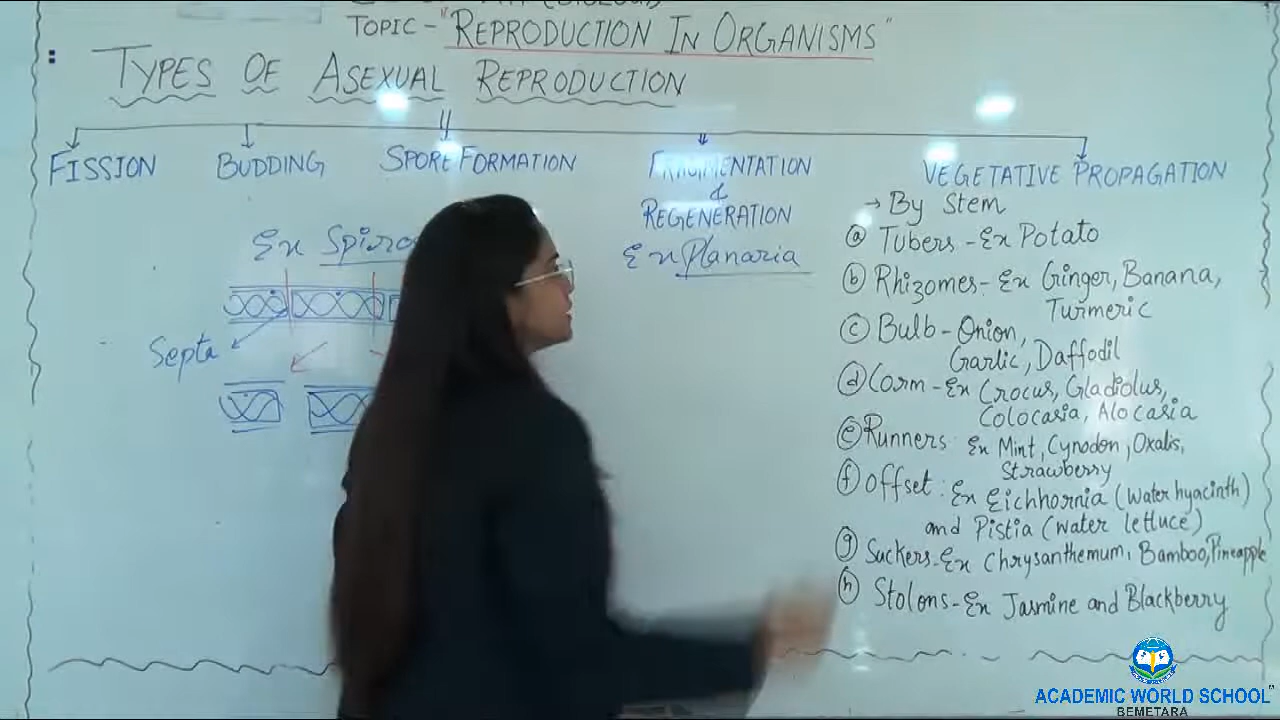 TOPIC - "REPRODUCTION IN ORGANISMS"
: TYPES OF ASEXUAL REPRODUCTION
FISSION
BUDDING
SPORE FORMATION
FRAGMENTATION
&
REGENERATION
Ex Planaria
Ex
Septa
VEGETATIVE PROPAGATION
→ By Stem
(a) Tubers - Ex Potato
(b) Rhizomes - Ex Ginger, Banana,
Turmeric
(c) Bulb - Onion,
Garlic, Daffodil
(d) Corm - Ex Crocus, Gladiolus,
Colocasia, Alocasia
(e) Runners Ex Mint, Cynodon, Oxalis,
Strawberry
(f) Offset : Ex Eichhornia (water hyacinth)
and Pistia (water lettuce)
(g) Suckers - Ex Chrysanthemum, Bamboo, Pineapple
(h) Stolons - Ex Jasmine and Blackberry
ACADEMIC WORLD SCHOOL"
BEMETARA